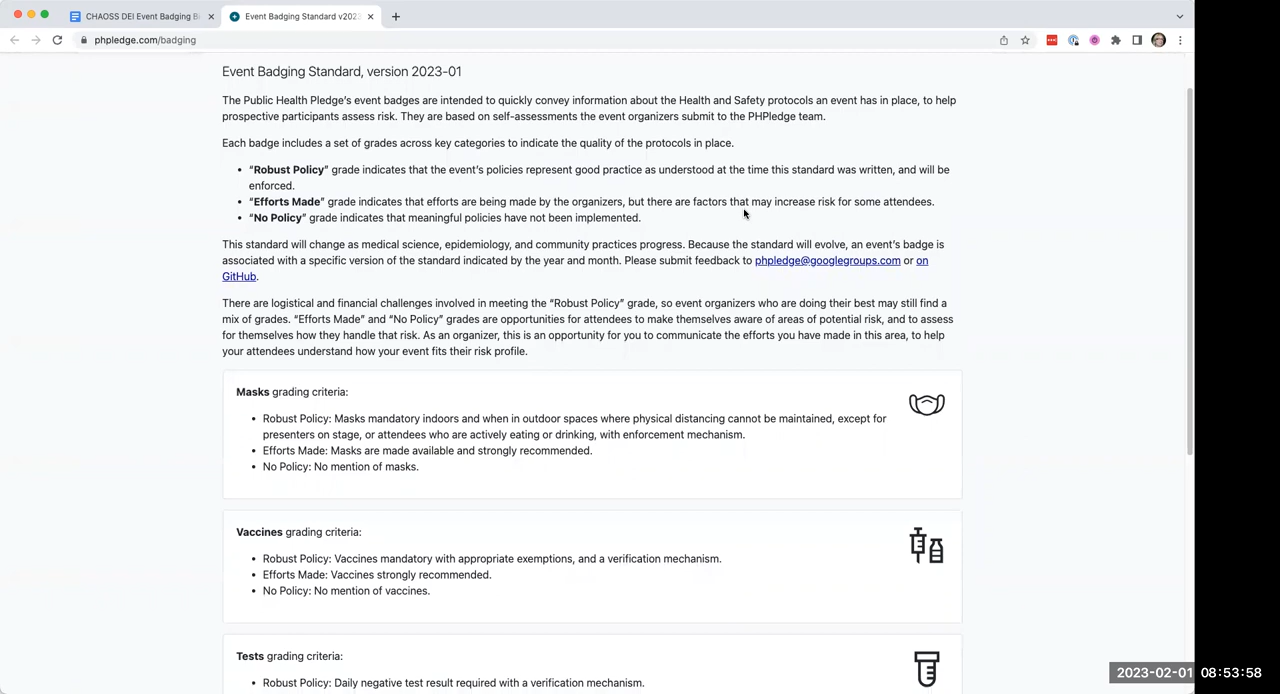 CHAOSS DEI Event Badging Bi
Event Badging Standard v2023
phpledge.com/badging
Event Badging Standard, version 2023-01
The Public Health Pledge's event badges are intended to quickly convey information about the Health and Safety protocols an event has in place, to help
prospective participants assess risk. They are based on self-assessments the event organizers submit to the PHPledge team.
Each badge includes a set of grades across key categories to indicate the quality of the protocols in place.
• “Robust Policy” grade indicates that the event's policies represent good practice as understood at the time this standard was written, and will be
enforced.
• “Efforts Made” grade indicates that efforts are being made by the organizers, but there are factors that may increase risk for some attendees.
• “No Policy” grade indicates that meaningful policies have not been implemented.
This standard will change as medical science, epidemiology, and community practices progress. Because the standard will evolve, an event's badge is
associated with a specific version of the standard indicated by the year and month. Please submit feedback to phpledge@googlegroups.com or on
GitHub.
There are logistical and financial challenges involved in meeting the “Robust Policy” grade, so event organizers who are doing their best may still find a
mix of grades. “Efforts Made” and “No Policy” grades are opportunities for attendees to make themselves aware of areas of potential risk, and to assess
for themselves how they handle that risk. As an organizer, this is an opportunity for you to communicate the efforts you have made in this area, to help
your attendees understand how your event fits their risk profile.
Masks grading criteria:
• Robust Policy: Masks mandatory indoors and when in outdoor spaces where physical distancing cannot be maintained, except for
presenters on stage, or attendees who are actively eating or drinking, with enforcement mechanism.
• Efforts Made: Masks are made available and strongly recommended.
• No Policy: No mention of masks.
Vaccines grading criteria:
• Robust Policy: Vaccines mandatory with appropriate exemptions, and a verification mechanism.
• Efforts Made: Vaccines strongly recommended.
• No Policy: No mention of vaccines.
Tests grading criteria:
• Robust Policy: Daily negative test result required with a verification mechanism.
2023-02-01 08:53:58